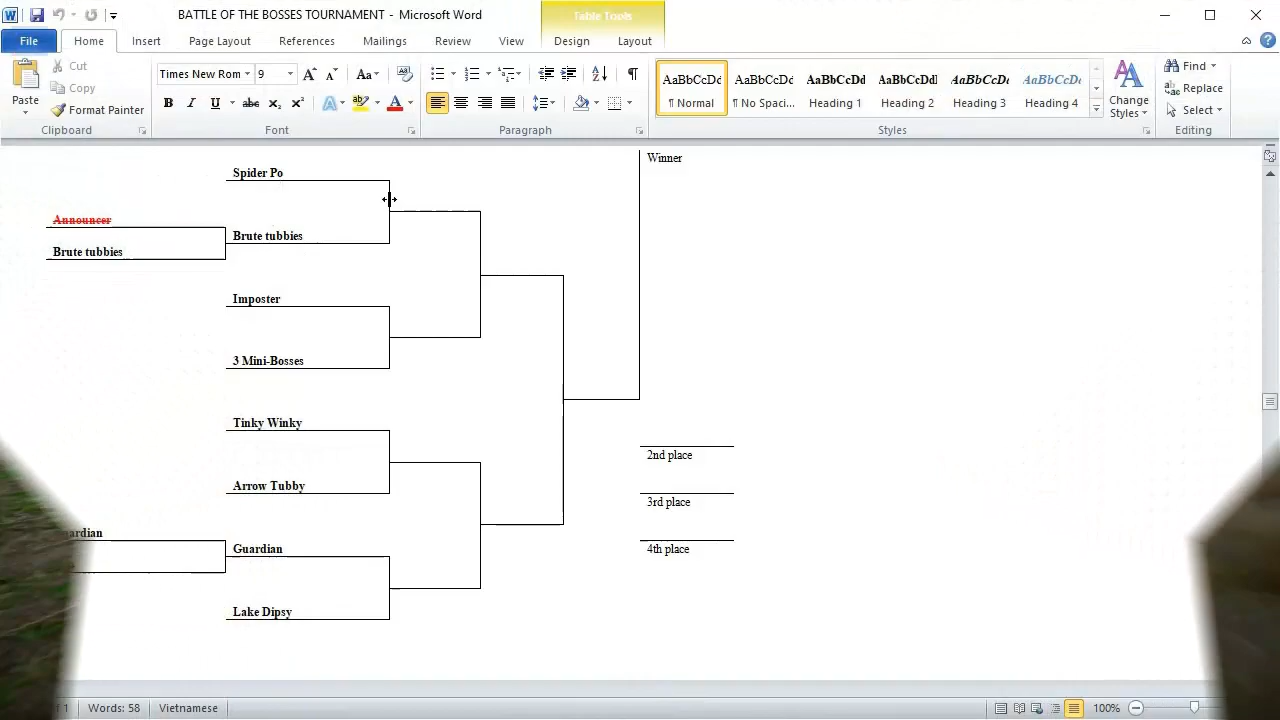 BATTLE OF THE BOSSES TOURNAMENT - Microsoft Word
Table Tools
File Home Insert Page Layout References Mailings Review View Design Layout
Paste
Cut
Copy
Format Painter
Clipboard
Times New Rom 9
Font
Paragraph
AaBbCcDc AaBbCcDc AaBbCcDd AaBbCcDd AaBbCcDc AaBbCcDc
¶ Normal ¶ No Spaci... Heading 1 Heading 2 Heading 3 Heading 4
Change Styles
Styles
Find
Replace
Select
Editing
Winner
Spider Po
Announcer
Brute tubbies
Brute tubbies
Imposter
3 Mini-Bosses
Tinky Winky
2nd place
Arrow Tubby
3rd place
Guardian
4th place
Lake Dipsy
Words: 58 Vietnamese 100%